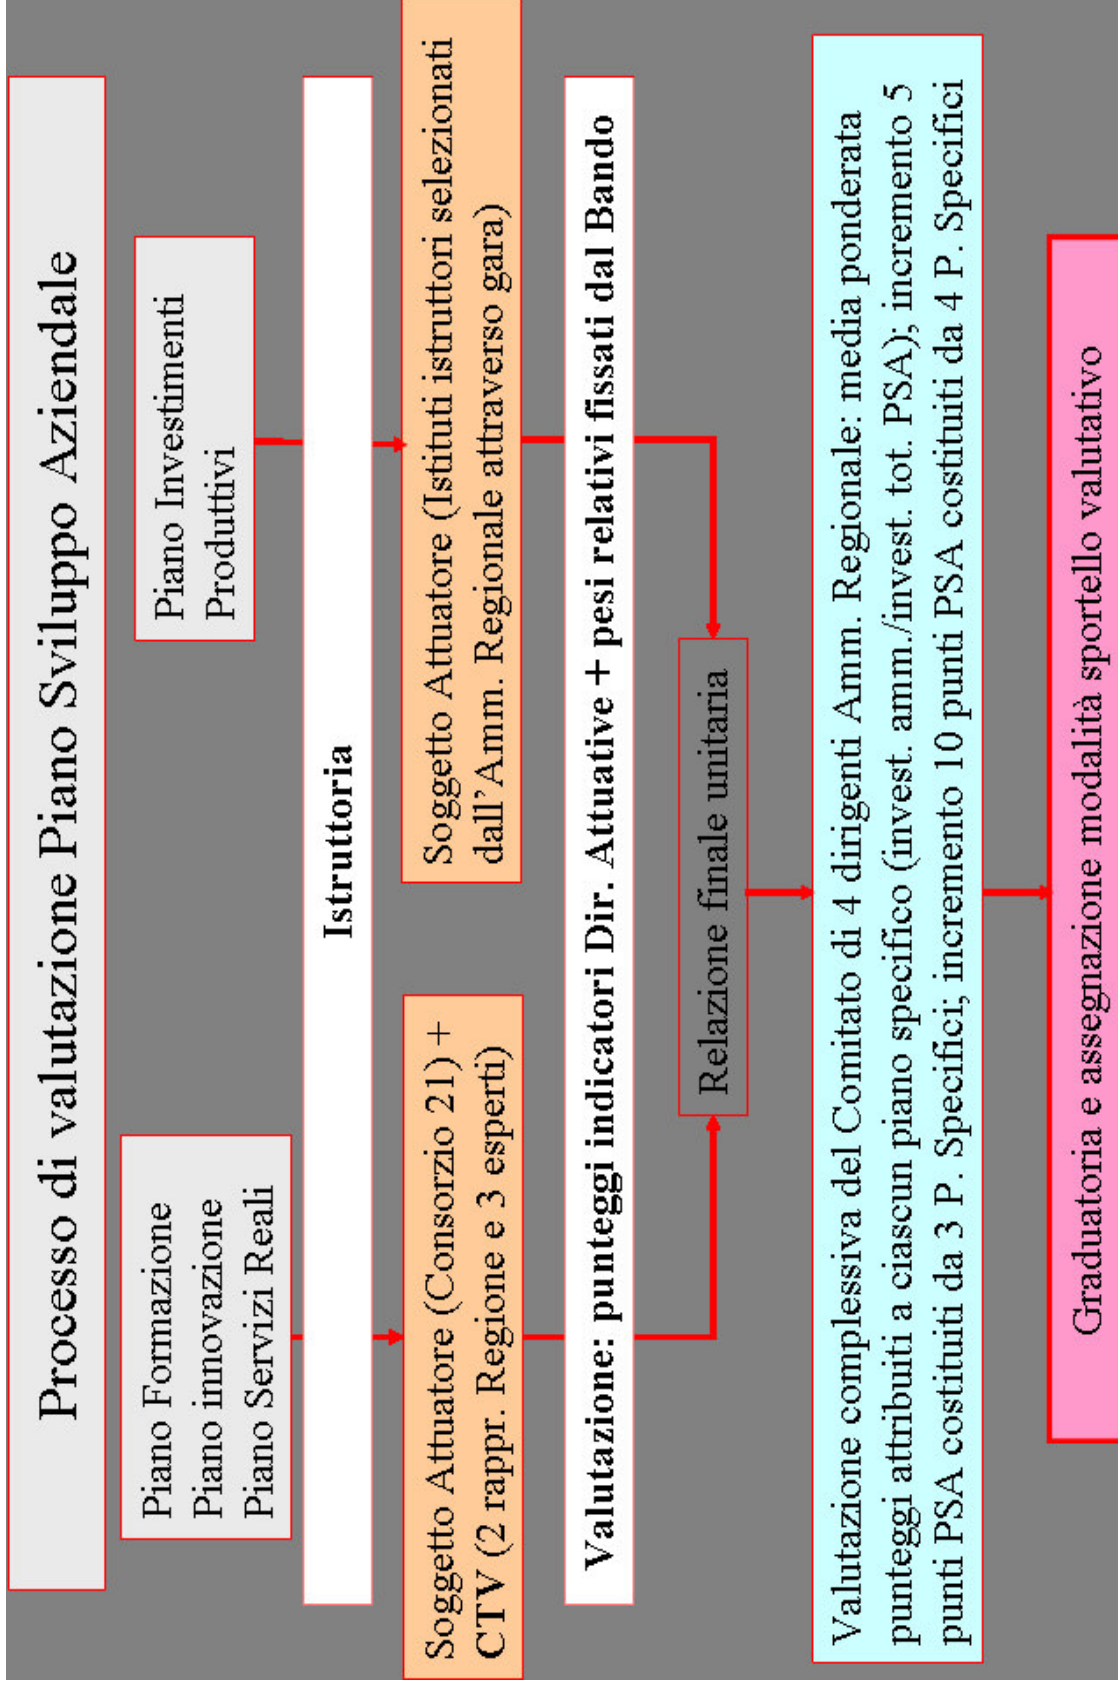 Processo di valutazione Piano Sviluppo Aziendale
Piano Formazione
Piano innovazione
Piano Servizi Reali
Piano Investimenti
Produttivi
Istruttoria
Soggetto Attuatore (Consorzio 21) +
CTV (2 rappr. Regione e 3 esperti)
Soggetto Attuatore (Istituti istruttori selezionati
dall'Amm. Regionale attraverso gara)
Valutazione: punteggi indicatori Dir. Attuative + pesi relativi fissati dal Bando
Relazione finale unitaria
Valutazione complessiva del Comitato di 4 dirigenti Amm. Regionale: media ponderata
punteggi attribuiti a ciascun piano specifico (invest. amm./invest. tot. PSA); incremento 5
punti PSA costituiti da 3 P. Specifici; incremento 10 punti PSA costituiti da 4 P. Specifici
Graduatoria e assegnazione modalità sportello valutativo